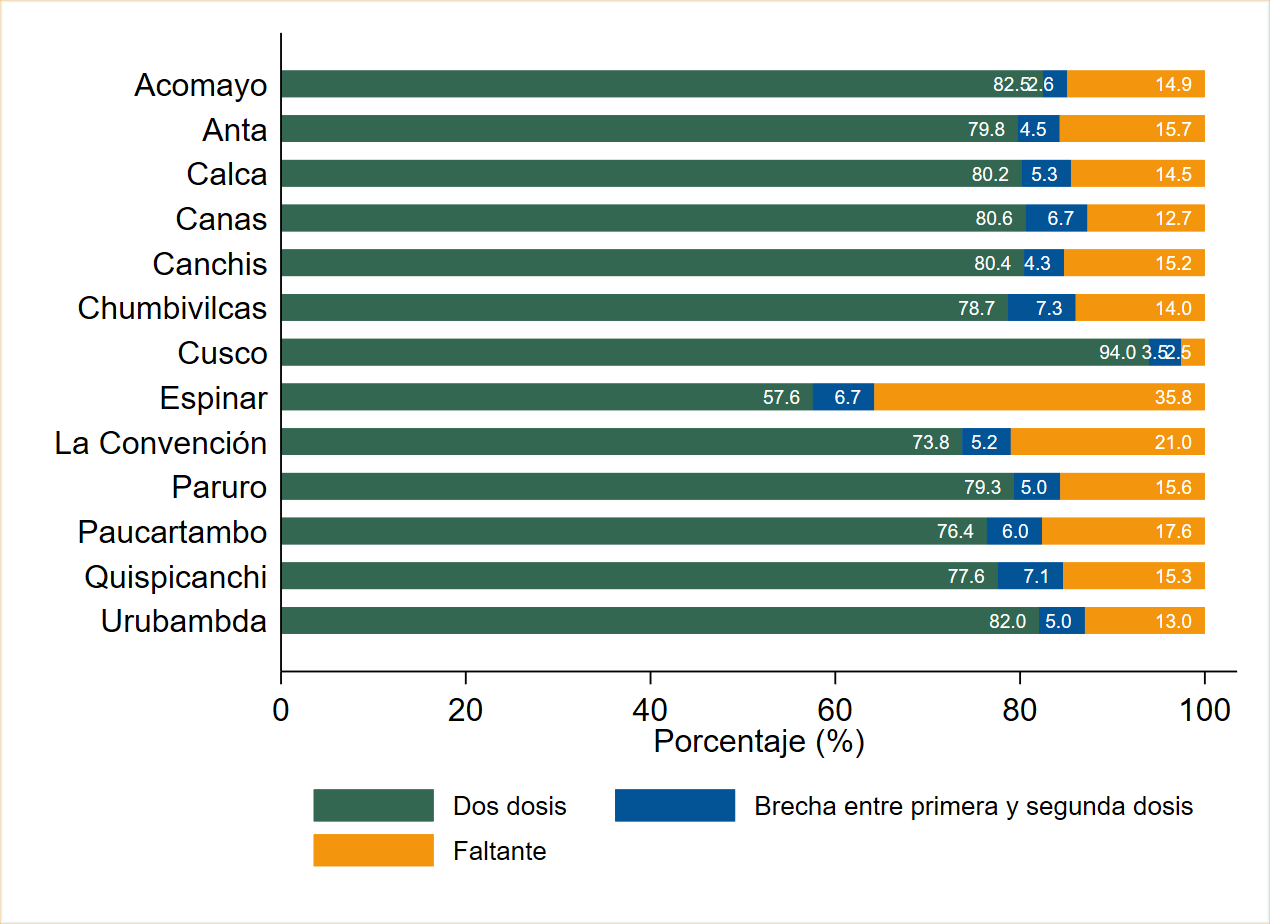 Acomayo 82.5 2.6 14.9
Anta 79.8 4.5 15.7
Calca 80.2 5.3 14.5
Canas 80.6 6.7 12.7
Canchis 80.4 4.3 15.2
Chumbivilcas 78.7 7.3 14.0
Cusco 94.0 3.5 2.5
Espinar 57.6 6.7 35.8
La Convención 73.8 5.2 21.0
Paruro 79.3 5.0 15.6
Paucartambo 76.4 6.0 17.6
Quispicanchi 77.6 7.1 15.3
Urubambda 82.0 5.0 13.0
0 20 40 60 80 100
Porcentaje (%)
Dos dosis Brecha entre primera y segunda dosis
Faltante